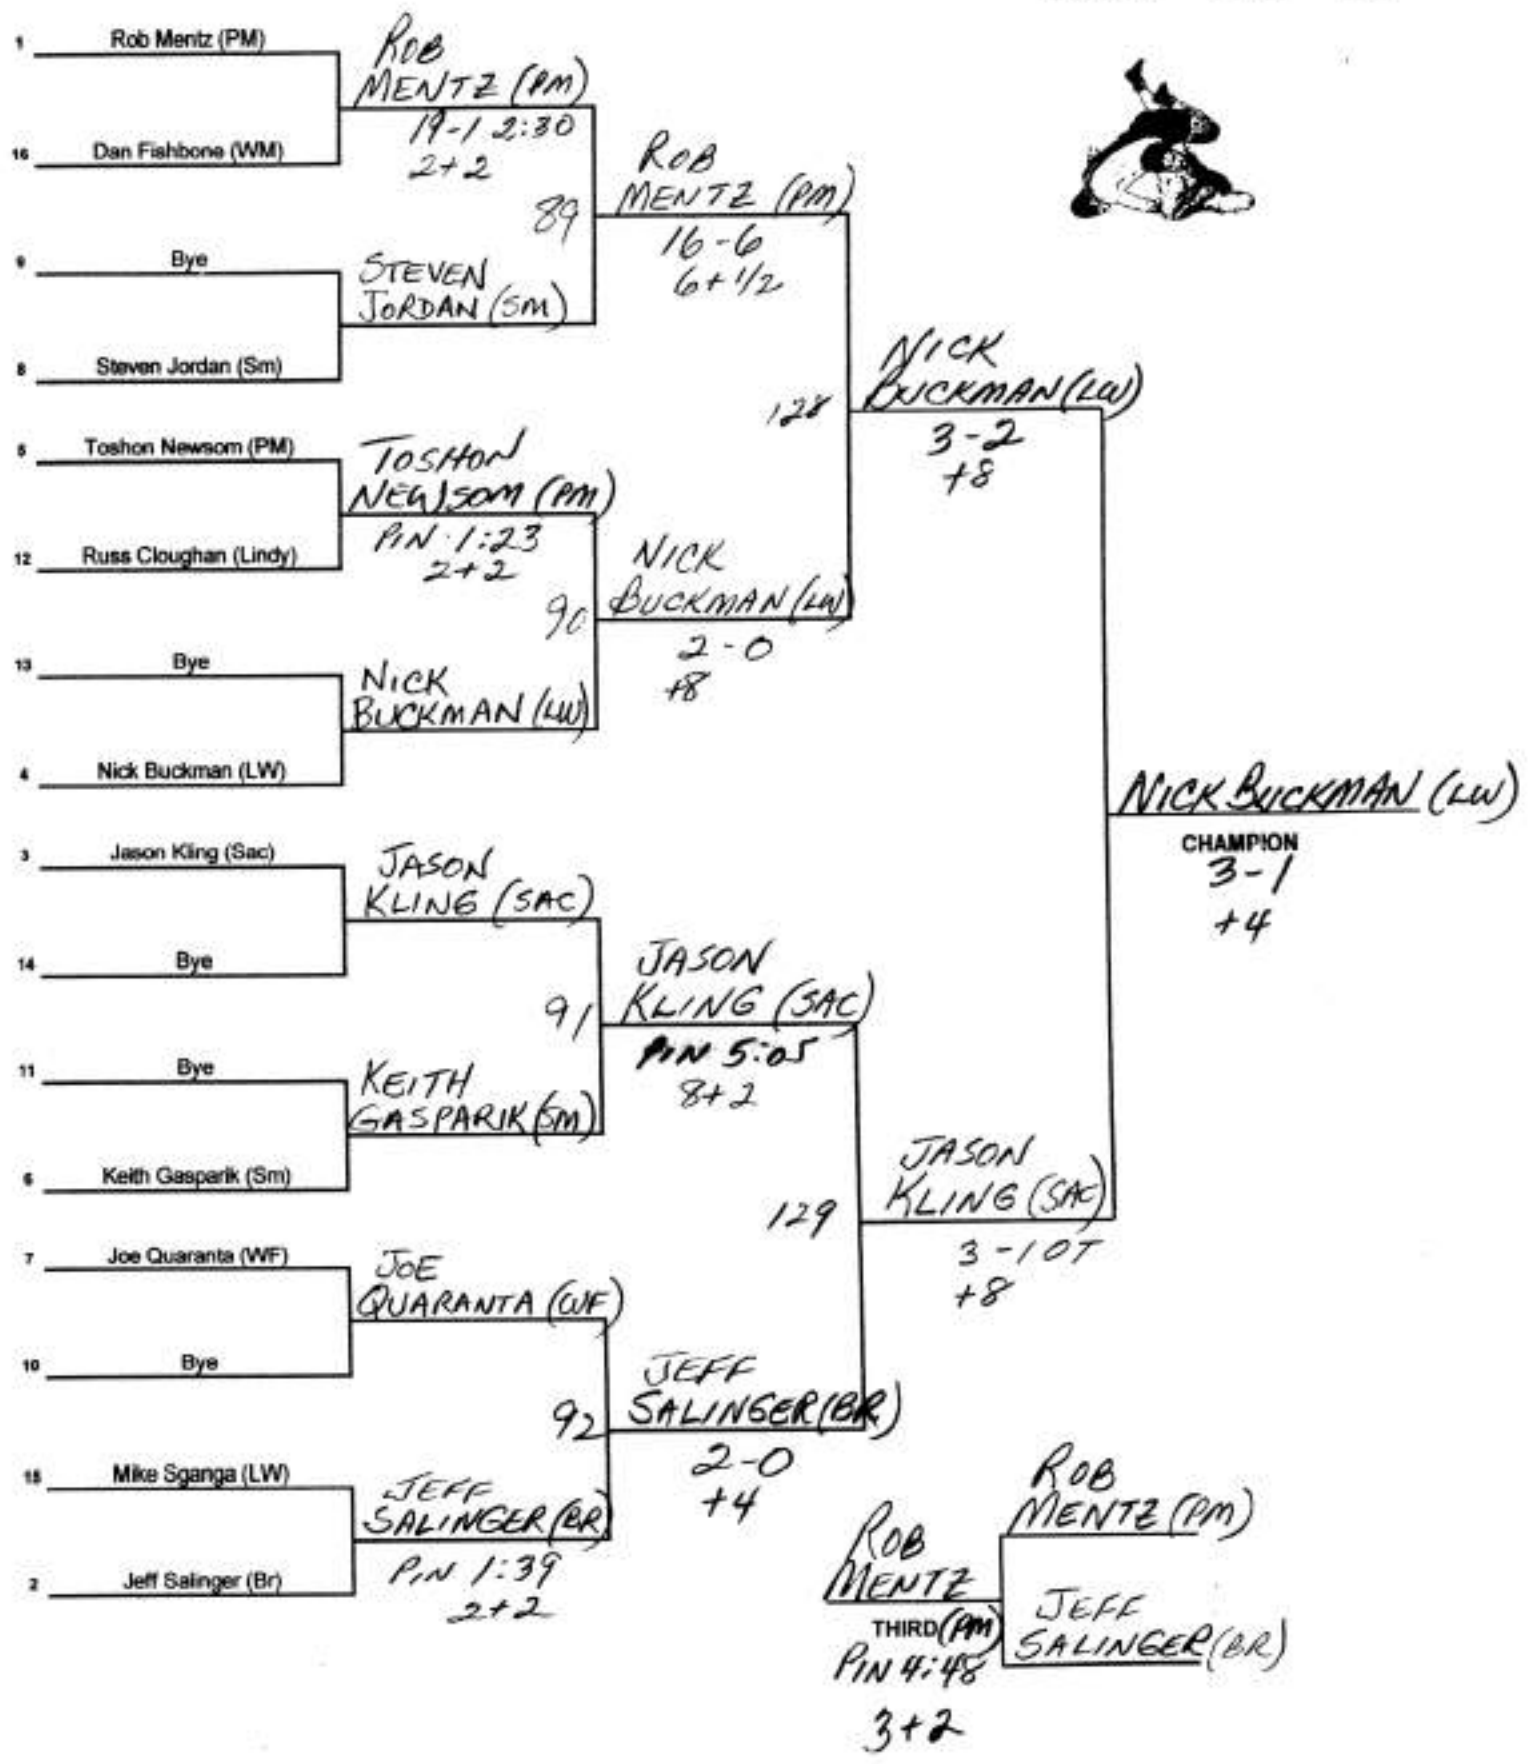 1 Rob Mentz (PM)
16 Dan Fishbone (WM)
9 Bye
8 Steven Jordan (Sm)
5 Toshon Newsom (PM)
12 Russ Cloughan (Lindy)
13 Bye
4 Nick Buckman (LW)
3 Jason Kling (Sac)
14 Bye
11 Bye
6 Keith Gasparik (Sm)
7 Joe Quaranta (WF)
10 Bye
15 Mike Sganga (LW)
2 Jeff Salinger (Br)
ROB
MENTZ (PM)
19-1 2:30
2+2
89
STEVEN
JORDAN (SM)
TOSHON
NEWSOM (PM)
PIN 1:23
2+2
90
NICK
BUCKMAN (LW)
JASON
KLING (SAC)
91
KEITH
GASPARIK (SM)
JOE
QUARANTA (WF)
92
JEFF
SALINGER (BR)
PIN 1:39
2+2
ROB
MENTZ (PM)
16-6
6+1/2
128
NICK
BUCKMAN (LW)
2-0
+8
JASON
KLING (SAC)
PIN 5:05
8+2
129
JEFF
SALINGER (BR)
2-0
+4
NICK
BUCKMAN (LW)
3-2
+8
JASON
KLING (SAC)
3-1 OT
+8
NICK BUCKMAN (LW)
CHAMPION
3-1
+4
ROB
MENTZ (PM)
JEFF
SALINGER (BR)
ROB
MENTZ
THIRD (PM)
PIN 4:48
3+2